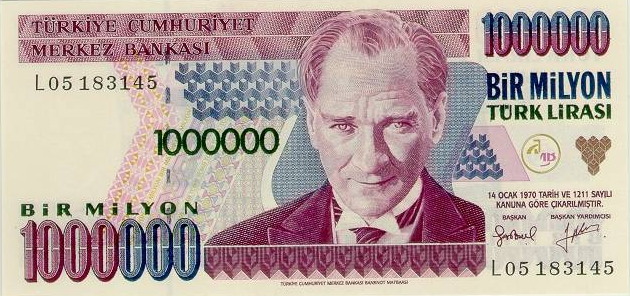 TÜRKİYE CUMHURİYET
MERKEZ BANKASI
L05183145
1000000
BİR MİLYON
TÜRK LİRASI
1000000
14 OCAK 1970 TARİH VE 1211 SAYILI
KANUNA GÖRE ÇIKARILMIŞTIR.
BAŞKAN BAŞKAN YARDIMCISI
BİR MİLYON
1000000
L05183145
TÜRKİYE CUMHURİYET MERKEZ BANKASI BANKNOT MATBAASI